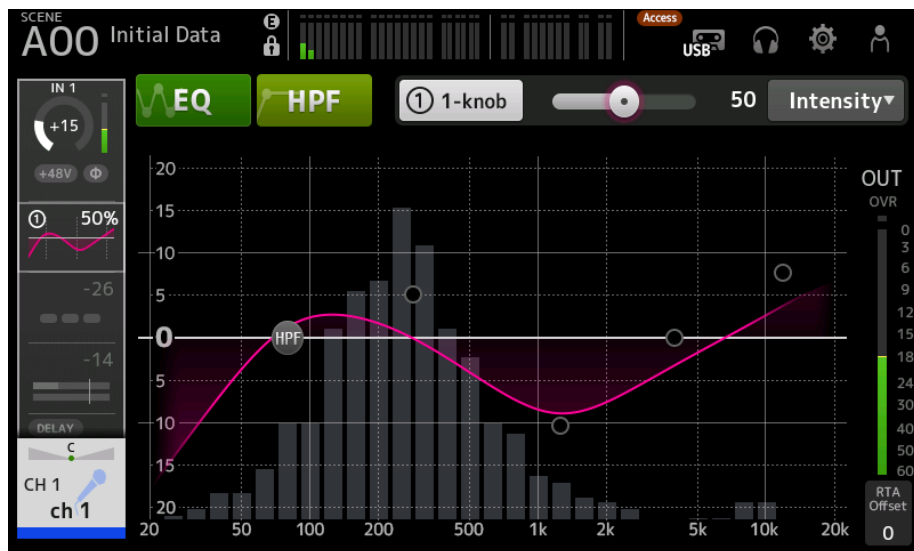 SCENE
A00 Initial Data
E
Access
USB
IN 1
+15
+48V Φ
1 50%
-26
-14
DELAY
C
CH 1
ch 1
EQ
HPF
1 1-knob
50
Intensity▾
20
15
10
5
0
5
10
15
20
HPF
20 50 100 200 500 1k 2k 5k 10k 20k
OUT
OVR
0
3
6
9
12
15
18
24
30
40
50
60
RTA
Offset
0